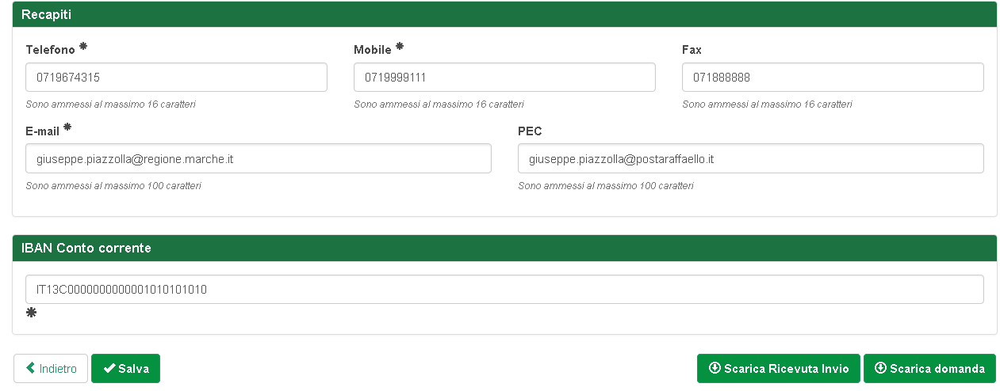 Recapiti
Telefono * Mobile * Fax
0719674315 0719999111 071888888
Sono ammessi al massimo 16 caratteri Sono ammessi al massimo 16 caratteri Sono ammessi al massimo 16 caratteri
E-mail * PEC
giuseppe.piazzolla@regione.marche.it giuseppe.piazzolla@postaraffaello.it
Sono ammessi al massimo 100 caratteri Sono ammessi al massimo 100 caratteri
IBAN Conto corrente
IT13C0000000000001010101010
*
Indietro Salva Scarica Ricevuta Invio Scarica domanda